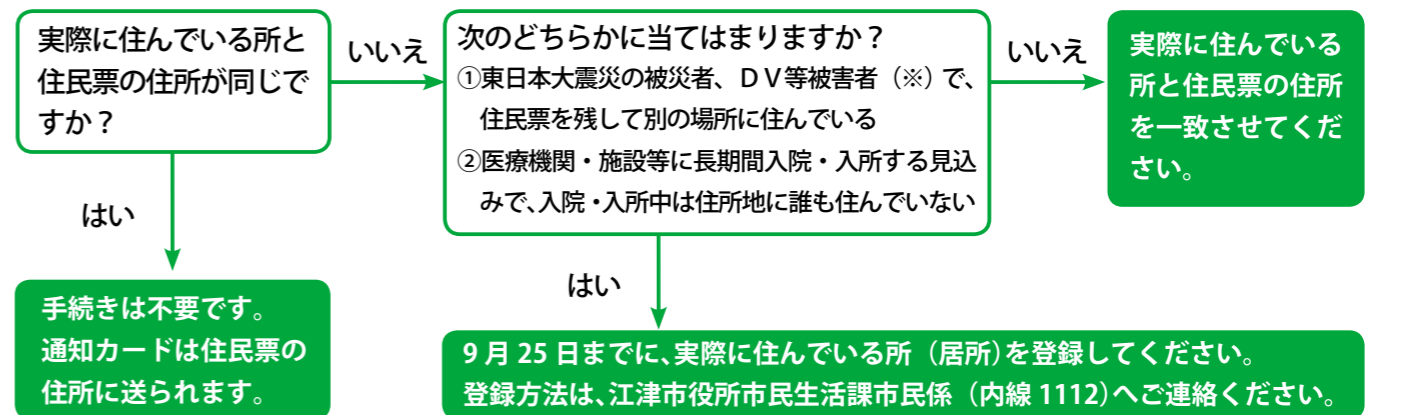 実際に住んでいる所と
住民票の住所が同じで
すか？
いいえ
次のどちらかに当てはまりますか？
①東日本大震災の被災者、ＤＶ等被害者（※）で、
住民票を残して別の場所に住んでいる
②医療機関・施設等に長期間入院・入所する見込
みで、入院・入所中は住所地に誰も住んでいない
いいえ
実際に住んでいる
所と住民票の住所
を一致させてくだ
さい。
はい
手続きは不要です。
通知カードは住民票の
住所に送られます。
はい
9月25日までに、実際に住んでいる所（居所）を登録してください。
登録方法は、江津市役所市民生活課市民係（内線1112）へご連絡ください。